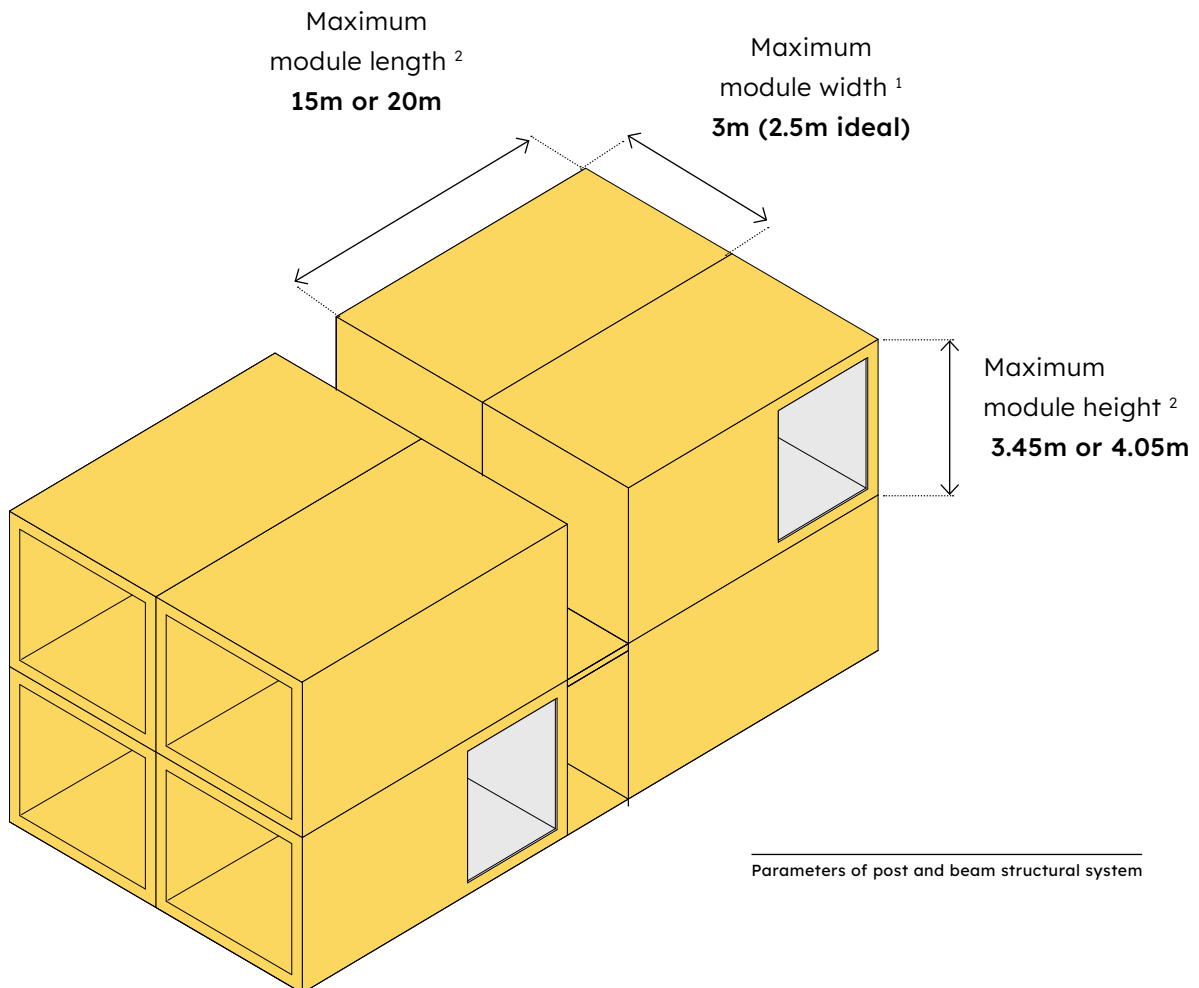 Maximum
module length ²
15m or 20m
Maximum
module width ¹
3m (2.5m ideal)
Maximum
module height ²
3.45m or 4.05m
Parameters of post and beam structural system